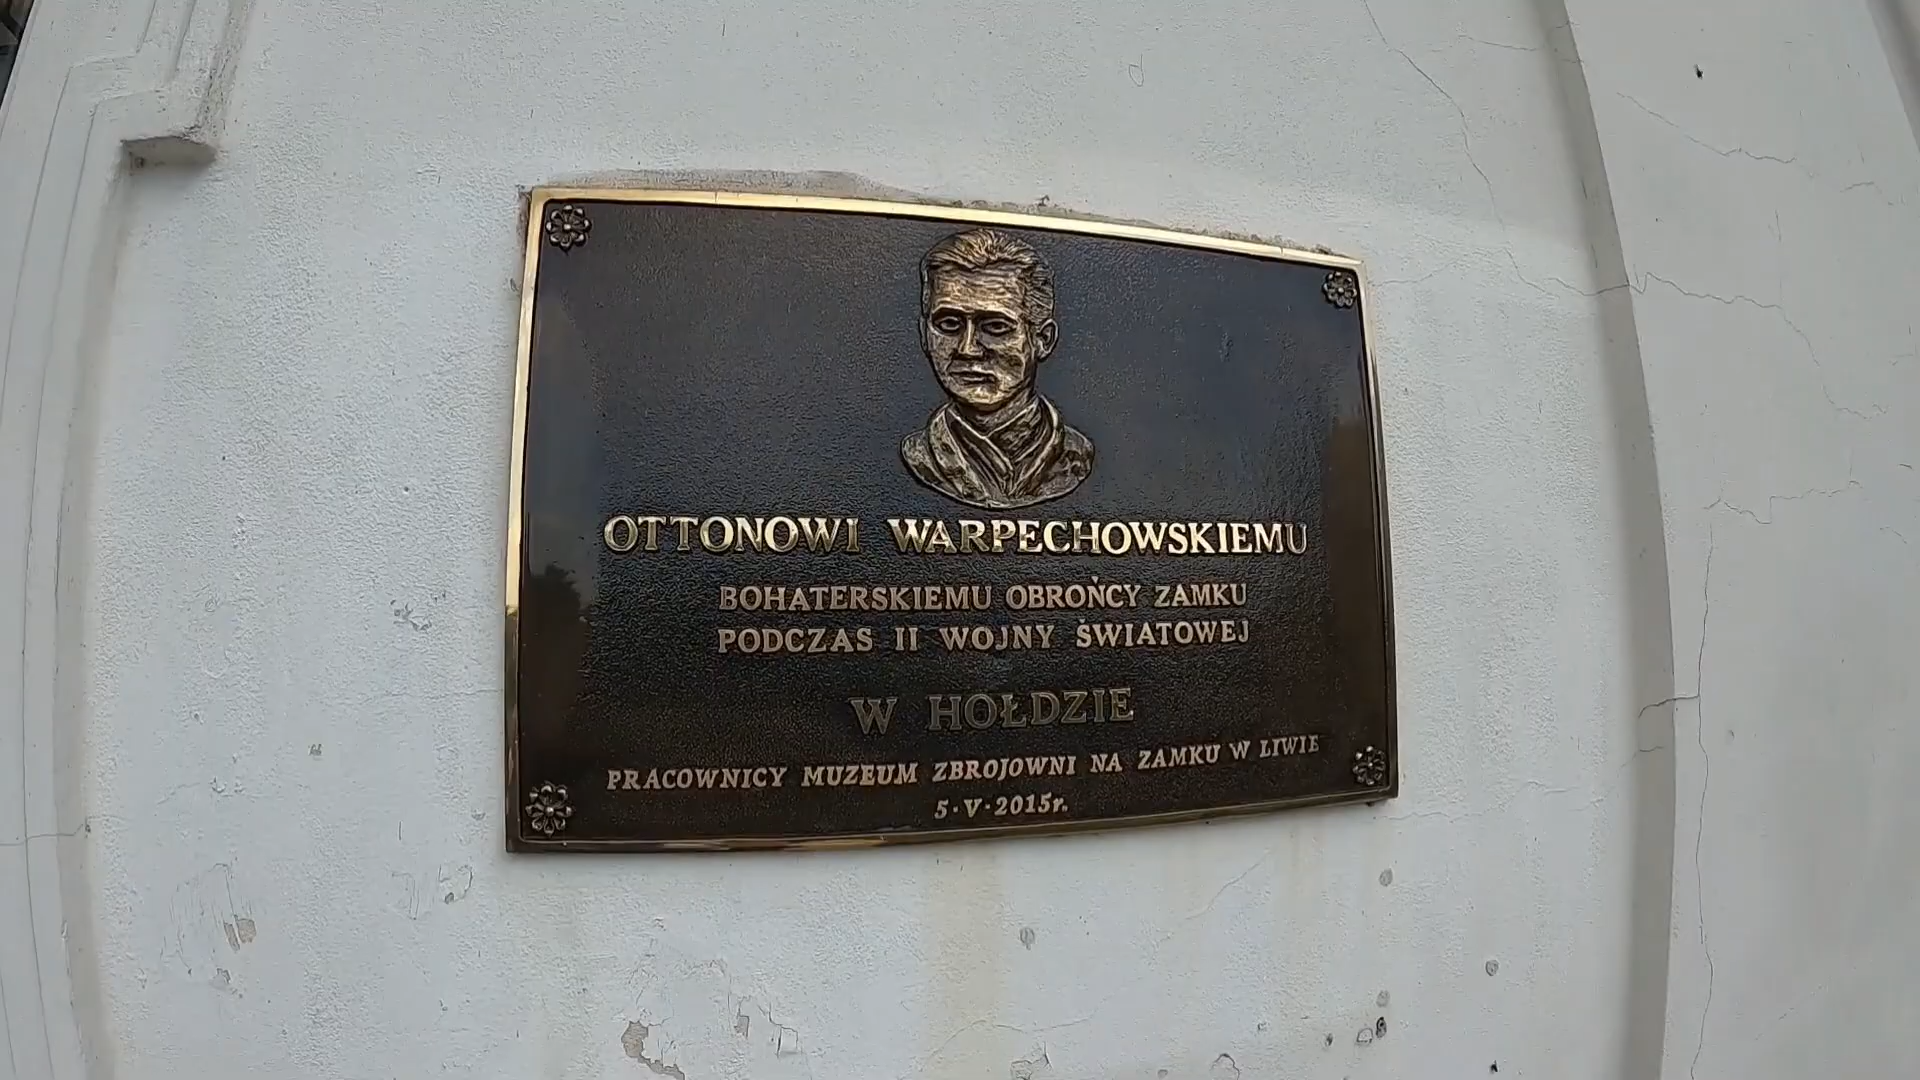 OTTONOWI WARPECHOWSKIEMU
BOHATERSKIEMU OBROŃCY ZAMKU
PODCZAS II WOJNY ŚWIATOWEJ
W HOŁDZIE
PRACOWNICY MUZEUM ZBROJOWNI NA ZAMKU W LIWIE
5·V·2015r.